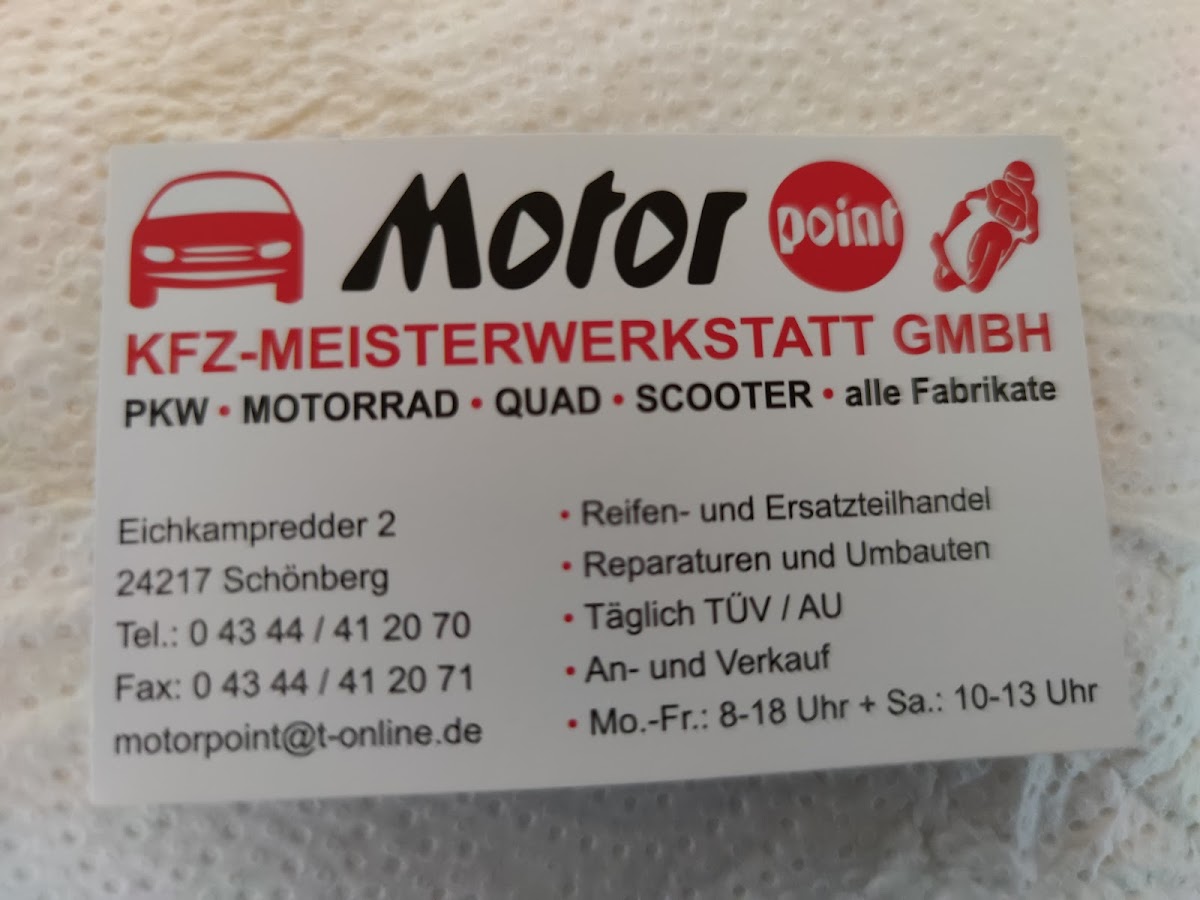 Motor point
KFZ-MEISTERWERKSTATT GMBH
PKW • MOTORRAD • QUAD • SCOOTER • alle Fabrikate
Eichkampredder 2
24217 Schönberg
Tel.: 0 43 44 / 41 20 70
Fax: 0 43 44 / 41 20 71
motorpoint@t-online.de
• Reifen- und Ersatzteilhandel
• Reparaturen und Umbauten
• Täglich TÜV / AU
• An- und Verkauf
• Mo.-Fr.: 8-18 Uhr + Sa.: 10-13 Uhr